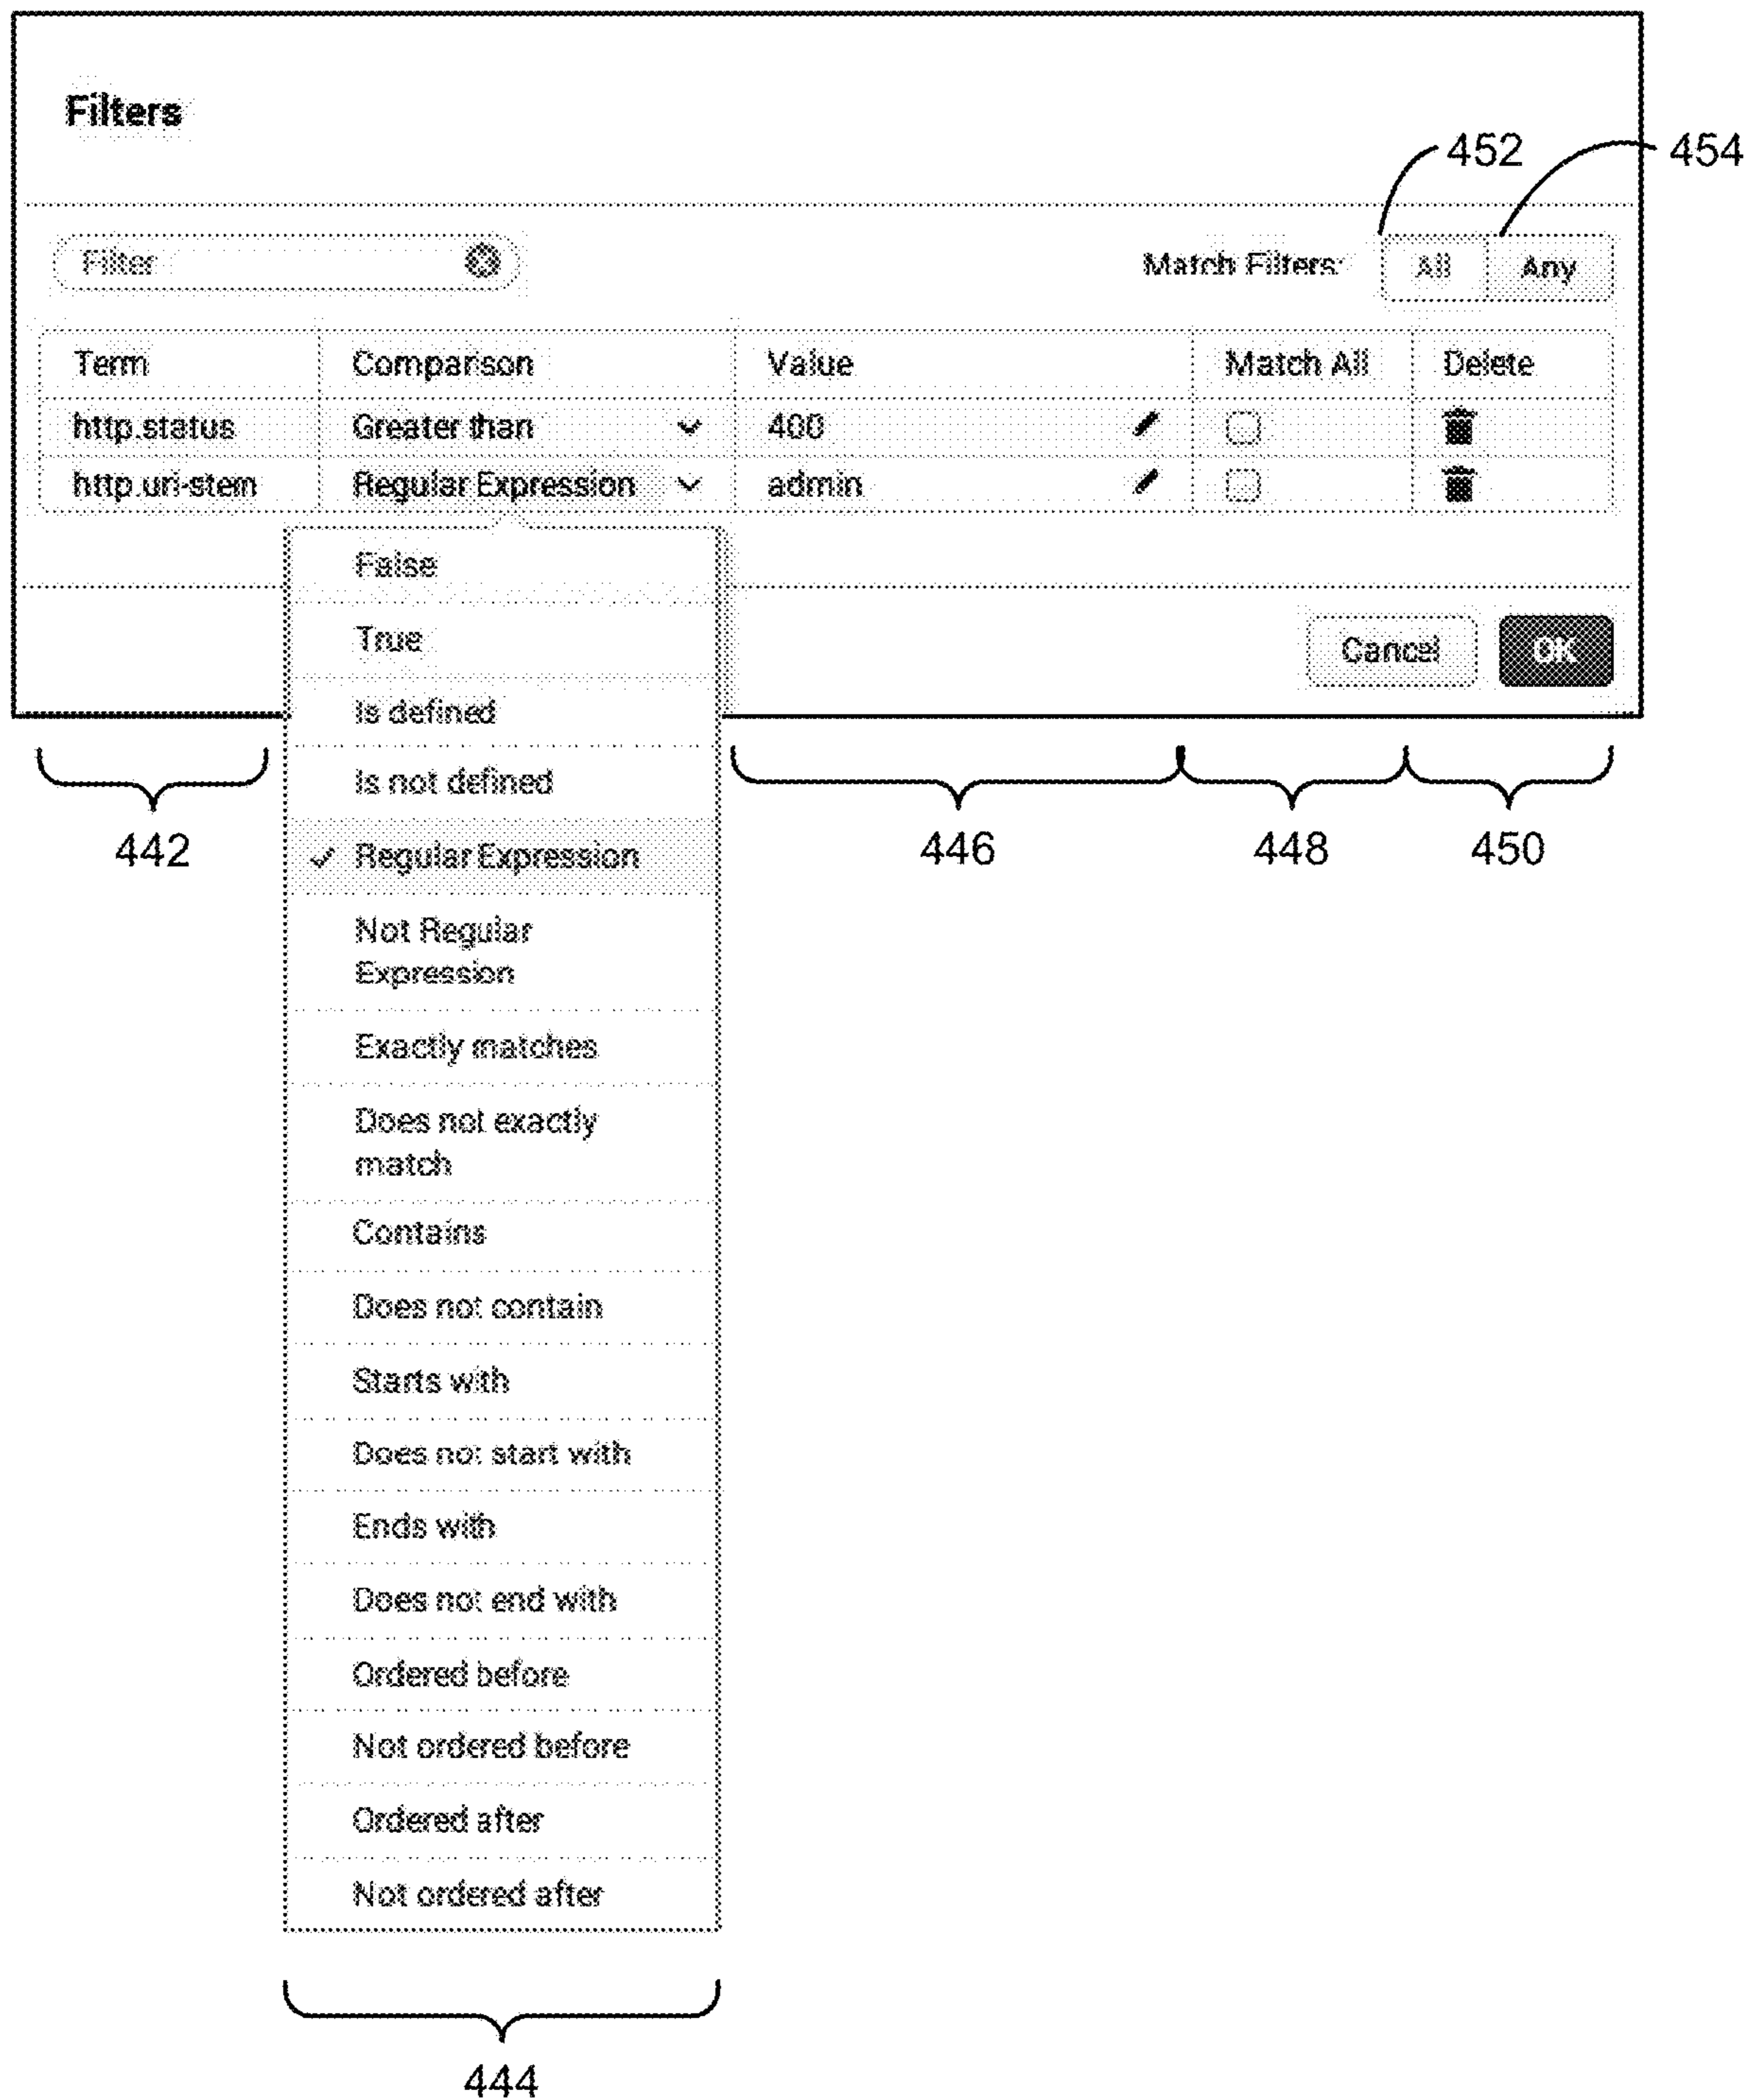 Filters
452
454
Filter
Match Filters:
All
Any
Term
Comparison
Value
Match All
Delete
http.status
Greater than
400
http.uri-stem
Regular Expression
admin
False
True
Is defined
Is not defined
Regular Expression
Not Regular
Expression
Exactly matches
Does not exactly
match
Contains
Does not contain
Starts with
Does not start with
Ends with
Does not end with
Ordered before
Not ordered before
Ordered after
Not ordered after
Cancel
OK
442
446
448
450
444